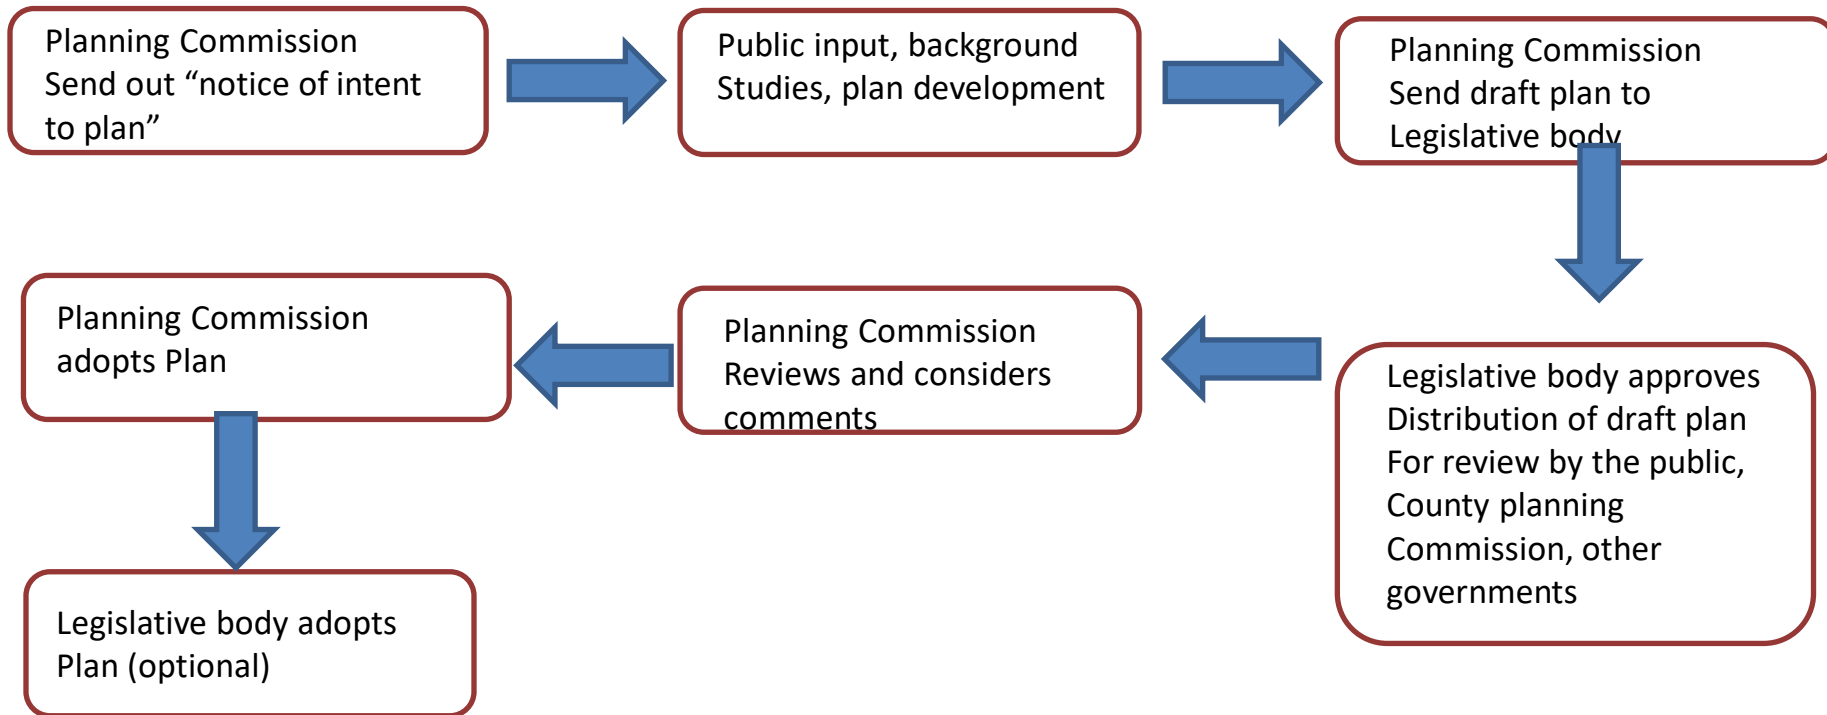 Planning Commission
Send out “notice of intent
to plan”
Public input, background
Studies, plan development
Planning Commission
Send draft plan to
Legislative body
Legislative body approves
Distribution of draft plan
For review by the public,
County planning
Commission, other
governments
Planning Commission
Reviews and considers
comments
Planning Commission
adopts Plan
Legislative body adopts
Plan (optional)